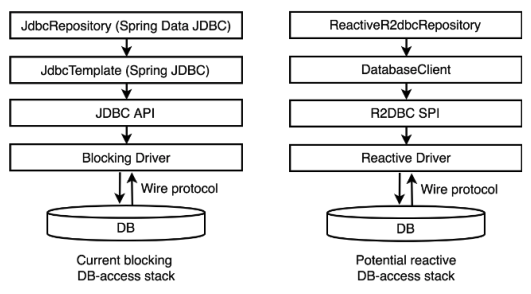 JdbcRepository (Spring Data JDBC)
JdbcTemplate (Spring JDBC)
JDBC API
Blocking Driver
Wire protocol
DB
Current blocking
DB-access stack
ReactiveR2dbcRepository
DatabaseClient
R2DBC SPI
Reactive Driver
Wire protocol
DB
Potential reactive
DB-access stack